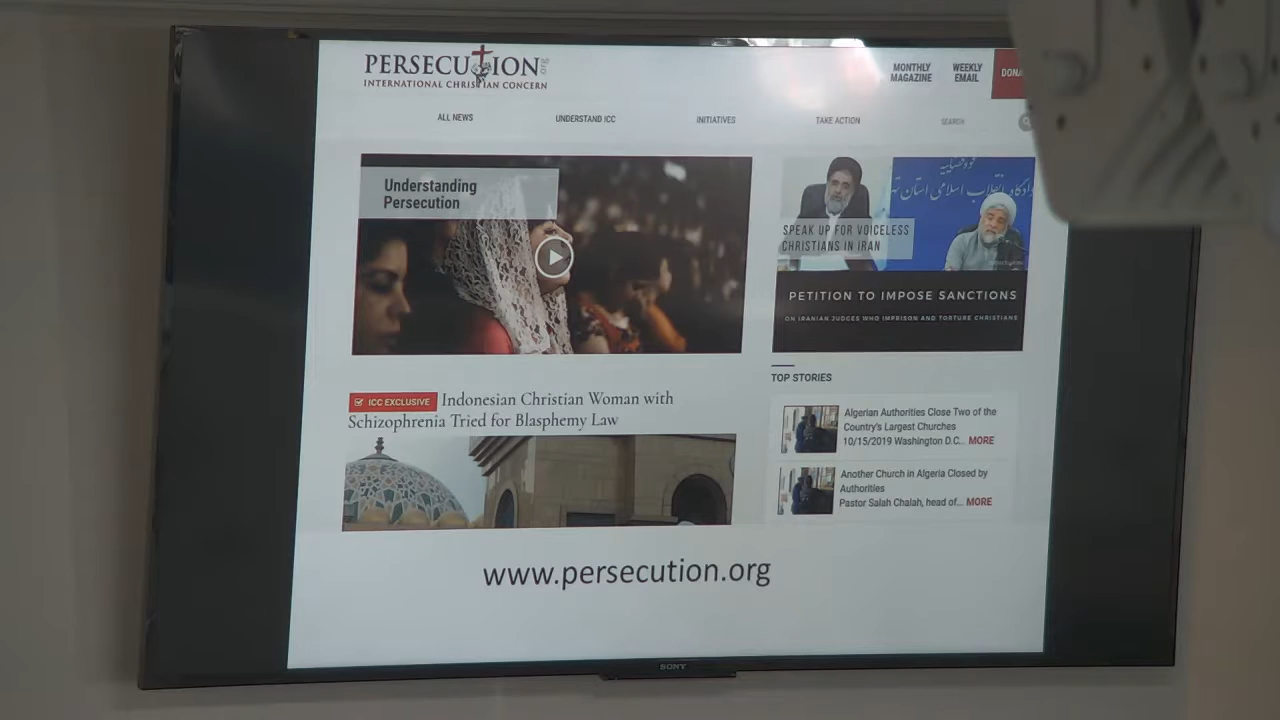 PERSECUTION
.org
INTERNATIONAL CHRISTIAN CONCERN
MONTHLY
MAGAZINE
WEEKLY
EMAIL
ALL NEWS
UNDERSTAND ICC
INITIATIVES
TAKE ACTION
SEARCH
Understanding
Persecution
دادگاه انقلاب اسلامی استان
SPEAK UP FOR VOICELESS
CHRISTIANS IN IRAN
PETITION TO IMPOSE SANCTIONS
ON IRANIAN JUDGES WHO IMPRISON AND TORTURE CHRISTIANS
TOP STORIES
ICC EXCLUSIVE Indonesian Christian Woman with
Schizophrenia Tried for Blasphemy Law
Algerian Authorities Close Two of the
Country's Largest Churches
10/15/2019 Washington D.C... MORE
Another Church in Algeria Closed by
Authorities
Pastor Salah Chalah, head of... MORE
www.persecution.org
SONY